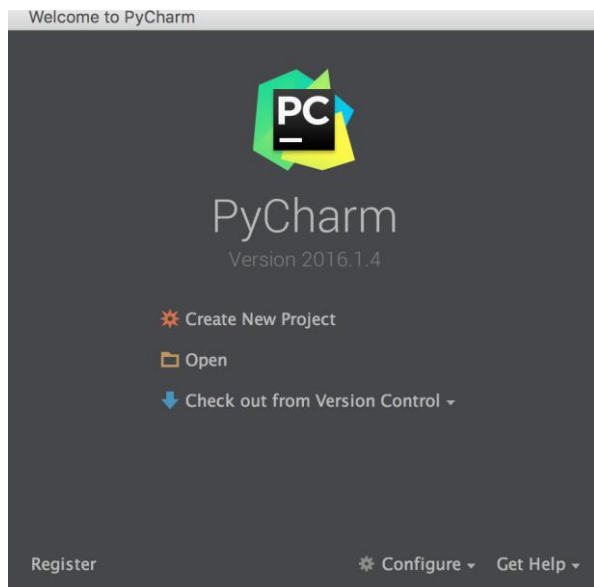 Welcome to PyCharm
PC
PyCharm
Version 2016.1.4
Create New Project
Open
Check out from Version Control
Register
Configure
Get Help